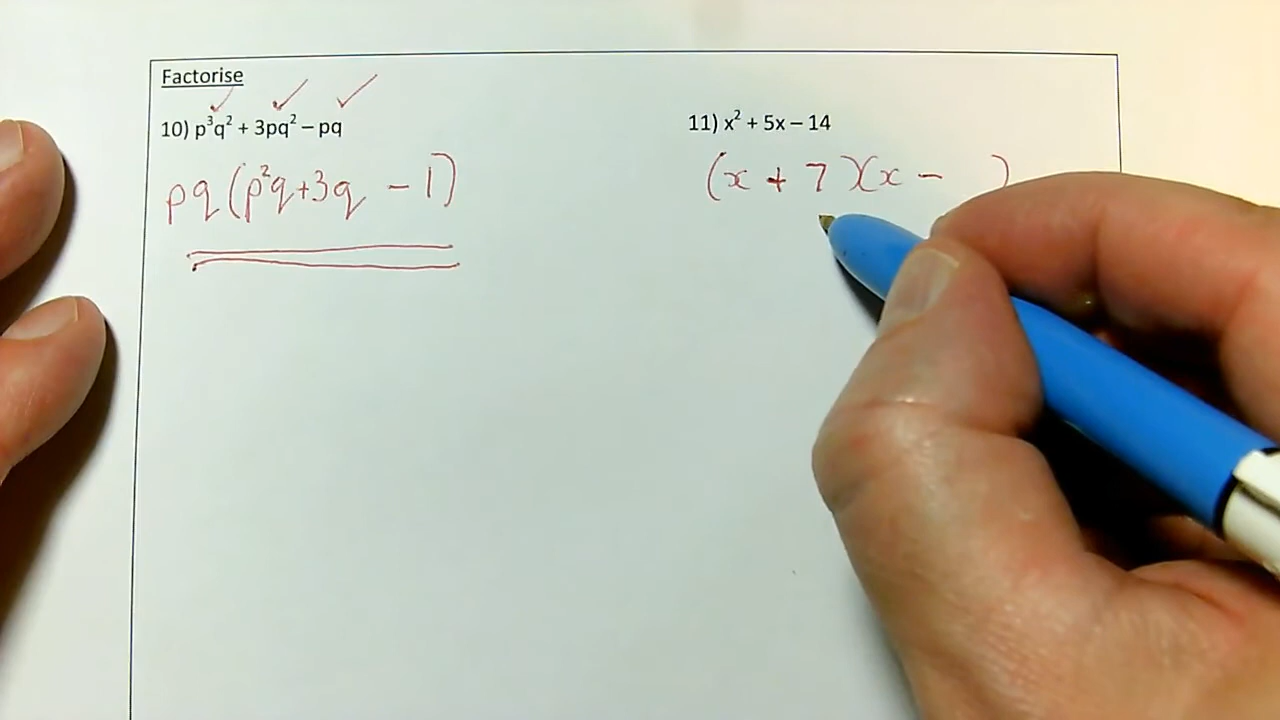 Factorise
10) p³q² + 3pq² – pq
pq(p²q+3q – 1)
11) x² + 5x – 14
(x + 7)(x – )